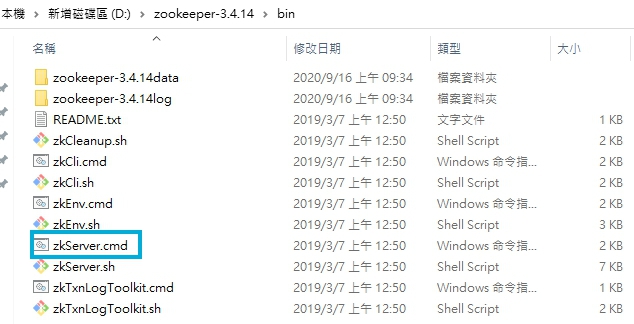 本機 › 新增磁碟區 (D:) › zookeeper-3.4.14 › bin
名稱 修改日期 類型 大小
zookeeper-3.4.14data 2020/9/16 上午 09:34 檔案資料夾
zookeeper-3.4.14log 2020/9/16 上午 09:34 檔案資料夾
README.txt 2019/3/7 上午 12:50 文字文件 1 KB
zkCleanup.sh 2019/3/7 上午 12:50 Shell Script 2 KB
zkCli.cmd 2019/3/7 上午 12:50 Windows 命令指... 2 KB
zkCli.sh 2019/3/7 上午 12:50 Shell Script 2 KB
zkEnv.cmd 2019/3/7 上午 12:50 Windows 命令指... 2 KB
zkEnv.sh 2019/3/7 上午 12:50 Shell Script 3 KB
zkServer.cmd 2019/3/7 上午 12:50 Windows 命令指... 2 KB
zkServer.sh 2019/3/7 上午 12:50 Shell Script 7 KB
zkTxnLogToolkit.cmd 2019/3/7 上午 12:50 Windows 命令指... 1 KB
zkTxnLogToolkit.sh 2019/3/7 上午 12:50 Shell Script 2 KB